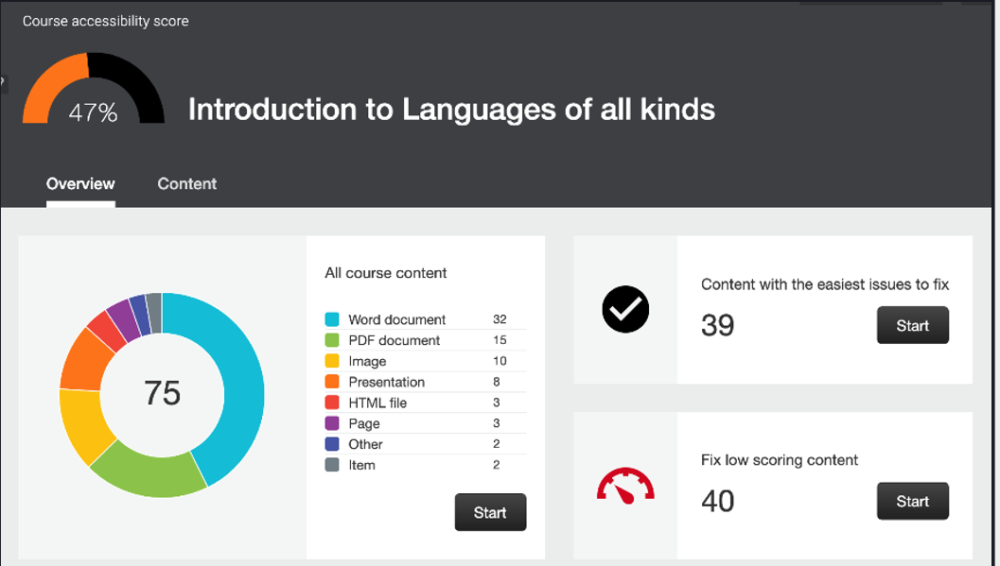 Course accessibility score
47%
Introduction to Languages of all kinds
Overview Content
75
All course content
Word document 32
PDF document 15
Image 10
Presentation 8
HTML file 3
Page 3
Other 2
Item 2
Start
Content with the easiest issues to fix
39
Start
Fix low scoring content
40
Start